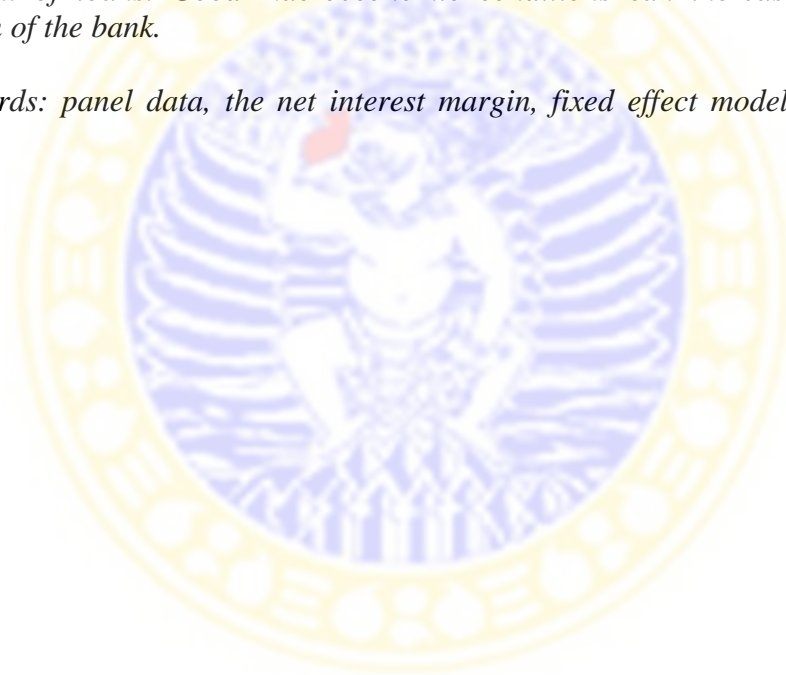 of the bank.
rds: panel data, the net interest margin, fixed effect model